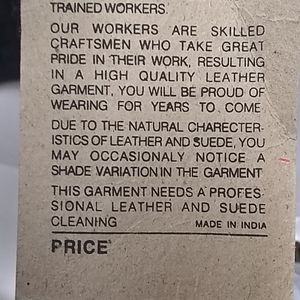 TRAINED WORKERS.
OUR WORKERS ARE SKILLED
CRAFTSMEN WHO TAKE GREAT
PRIDE IN THEIR WORK, RESULTING
IN A HIGH QUALITY LEATHER
GARMENT, YOU WILL BE PROUD OF
WEARING FOR YEARS TO COME
DUE TO THE NATURAL CHARECTER-
ISTICS OF LEATHER AND SUEDE, YOU
MAY OCCASIONALY NOTICE A
SHADE VARIATION IN THE GARMENT
THIS GARMENT NEEDS A PROFES-
SIONAL LEATHER AND SUEDE
CLEANING MADE IN INDIA
PRICE